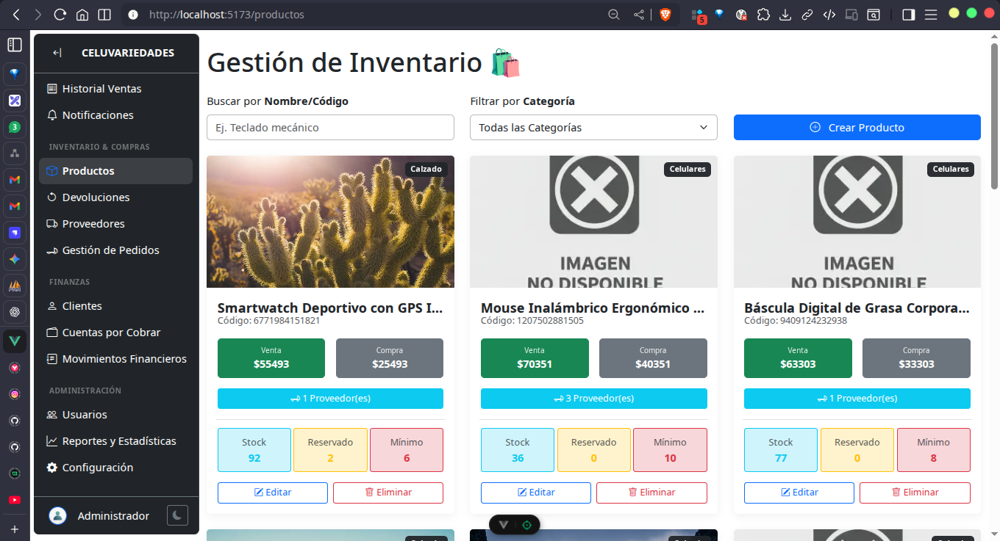 http://localhost:5173/productos
5
3
CELUVARIEDADES
Historial Ventas
Notificaciones
INVENTARIO & COMPRAS
Productos
Devoluciones
Proveedores
Gestión de Pedidos
FINANZAS
Clientes
Cuentas por Cobrar
Movimientos Financieros
ADMINISTRACIÓN
Usuarios
Reportes y Estadísticas
Configuración
Administrador
Gestión de Inventario
Buscar por Nombre/Código
Ej. Teclado mecánico
Filtrar por Categoría
Todas las Categorías
Crear Producto
Calzado
Smartwatch Deportivo con GPS I...
Código: 6771984151821
Venta
$55493
Compra
$25493
1 Proveedor(es)
Stock
92
Reservado
2
Mínimo
6
Editar
Eliminar
Celulares
IMAGEN
NO DISPONIBLE
Mouse Inalámbrico Ergonómico ...
Código: 1207502881505
Venta
$70351
Compra
$40351
3 Proveedor(es)
Stock
36
Reservado
0
Mínimo
10
Editar
Eliminar
Celulares
IMAGEN
NO DISPONIBLE
Báscula Digital de Grasa Corpora...
Código: 9409124232938
Venta
$63303
Compra
$33303
1 Proveedor(es)
Stock
77
Reservado
0
Mínimo
8
Editar
Eliminar